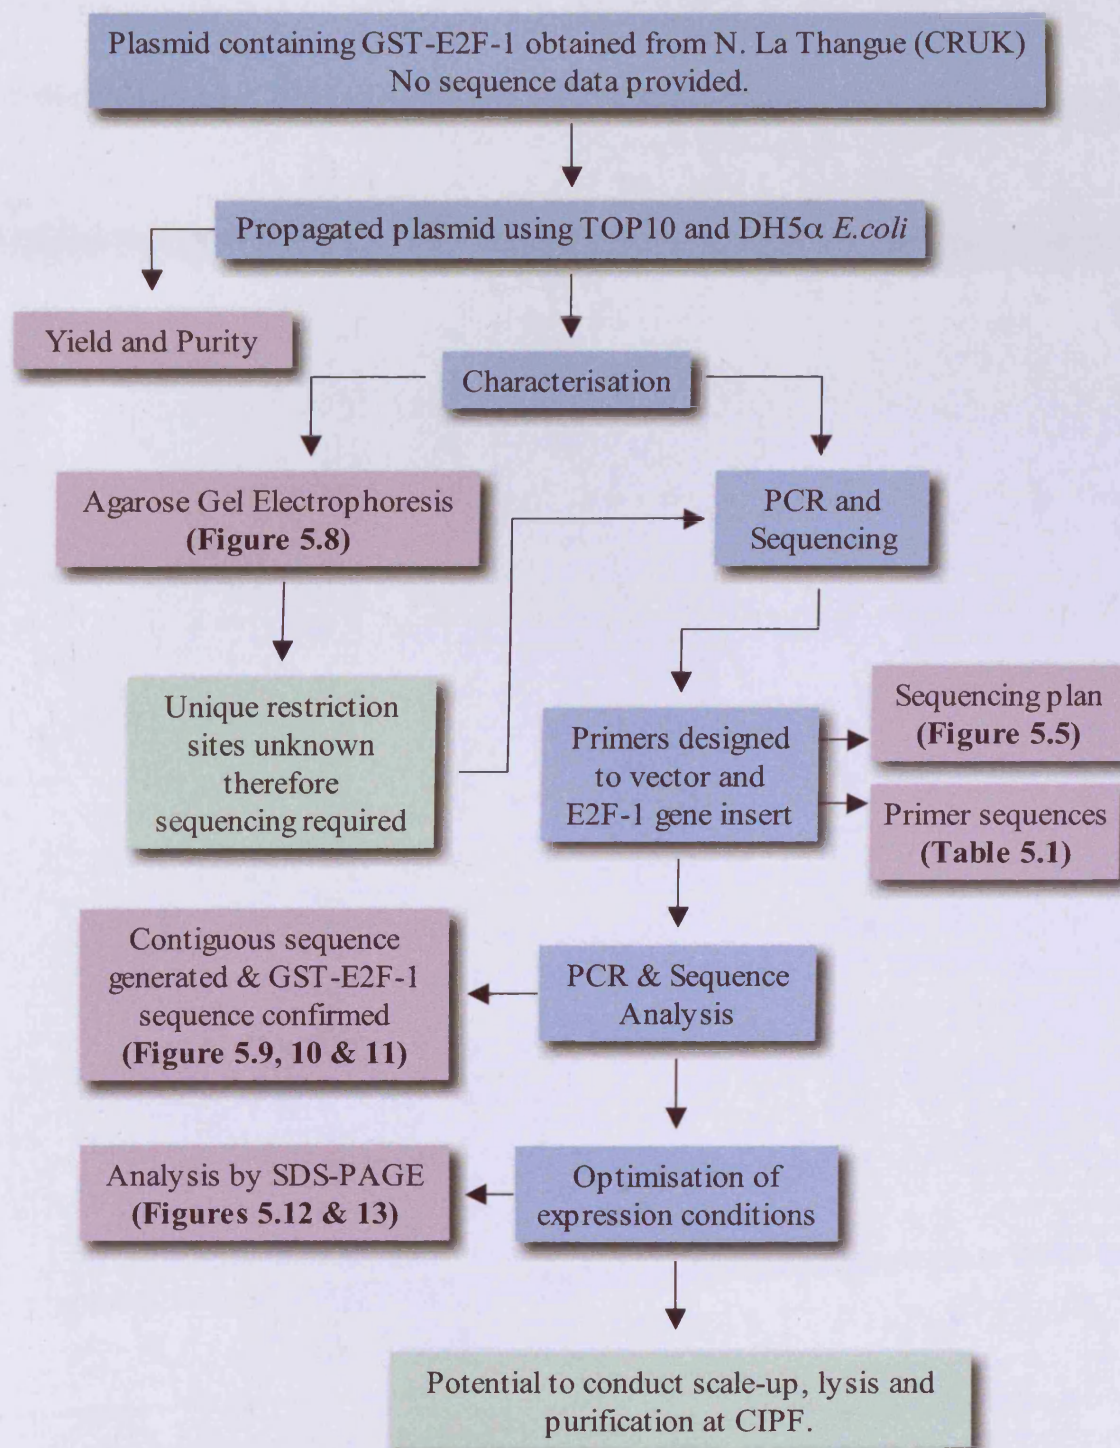 Plasmid containing GST-E2F-1 obtained from N. La Thangue (CRUK)
No sequence data provided.
Propagated plasmid using TOP10 and DH5α E.coli
Yield and Purity
Characterisation
Agarose Gel Electrophoresis
(Figure 5.8)
PCR and
Sequencing
Unique restriction
sites unknown
therefore
sequencing required
Primers designed
to vector and
E2F-1 gene insert
Sequencing plan
(Figure 5.5)
Primer sequences
(Table 5.1)
Contiguous sequence
generated & GST-E2F-1
sequence confirmed
(Figure 5.9, 10 & 11)
PCR & Sequence
Analysis
Analysis by SDS-PAGE
(Figures 5.12 & 13)
Optimisation of
expression conditions
Potential to conduct scale-up, lysis and
purification at CIPF.